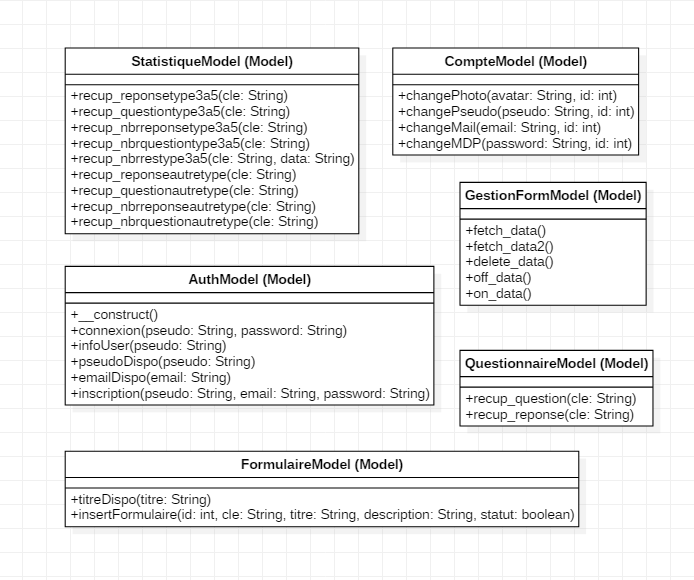 StatistiqueModel (Model)
+recup_reponsetype3a5(cle: String)
+recup_questiontype3a5(cle: String)
+recup_nbrreponsetype3a5(cle: String)
+recup_nbrquestiontype3a5(cle: String)
+recup_nbrrestype3a5(cle: String, data: String)
+recup_reponseautretype(cle: String)
+recup_questionautretype(cle: String)
+recup_nbrreponseautretype(cle: String)
+recup_nbrquestionautretype(cle: String)
CompteModel (Model)
+changePhoto(avatar: String, id: int)
+changePseudo(pseudo: String, id: int)
+changeMail(email: String, id: int)
+changeMDP(password: String, id: int)
GestionFormModel (Model)
+fetch_data()
+fetch_data2()
+delete_data()
+off_data()
+on_data()
AuthModel (Model)
+__construct()
+connexion(pseudo: String, password: String)
+infoUser(pseudo: String)
+pseudoDispo(pseudo: String)
+emailDispo(email: String)
+inscription(pseudo: String, email: String, password: String)
QuestionnaireModel (Model)
+recup_question(cle: String)
+recup_reponse(cle: String)
FormulaireModel (Model)
+titreDispo(titre: String)
+insertFormulaire(id: int, cle: String, titre: String, description: String, statut: boolean)